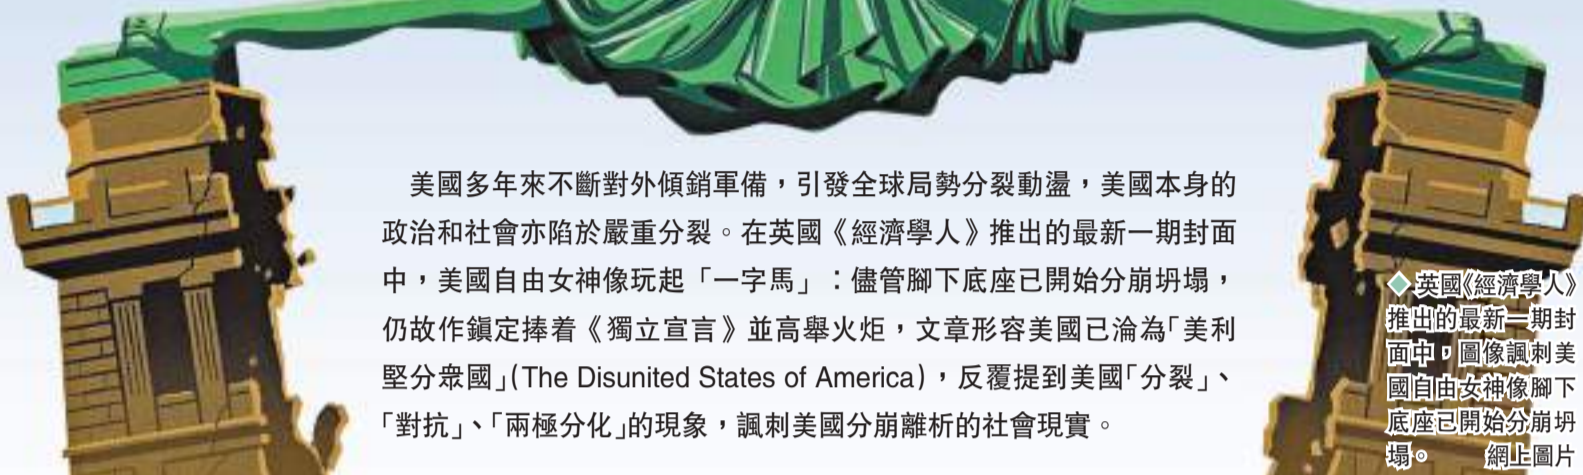 美國多年來不斷對外傾銷軍備，引發全球局勢分裂動盪，美國本身的
政治和社會亦陷於嚴重分裂。在英國《經濟學人》推出的最新一期封面
中，美國自由女神像玩起「一字馬」：儘管腳下底座已開始分崩坍塌，
仍故作鎮定捧着《獨立宣言》並高舉火炬，文章形容美國已淪為「美利
堅分衆國」(The Disunited States of America)，反覆提到美國「分裂」、
「對抗」、「兩極分化」的現象，諷刺美國分崩離析的社會現實。
◆英國《經濟學人》
推出的最新一期封
面中，圖像諷刺美
國自由女神像腳下
底座已開始分崩坍
塌。 網上圖片